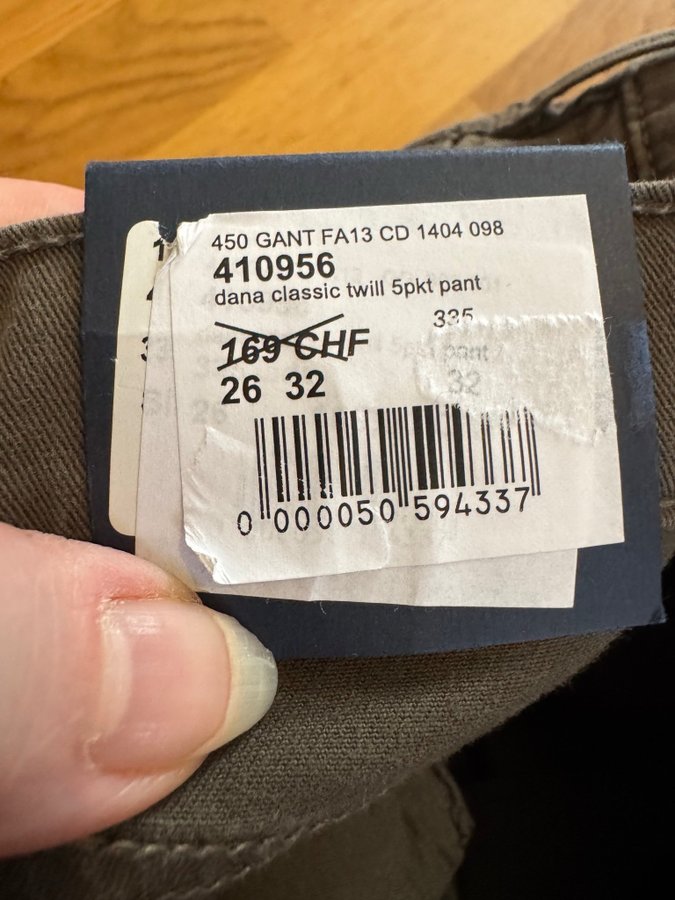 450 GANT FA13 CD 1404 098
410956
dana classic twill 5pkt pant
335
169 CHF
26 32
32
0 000050 594337